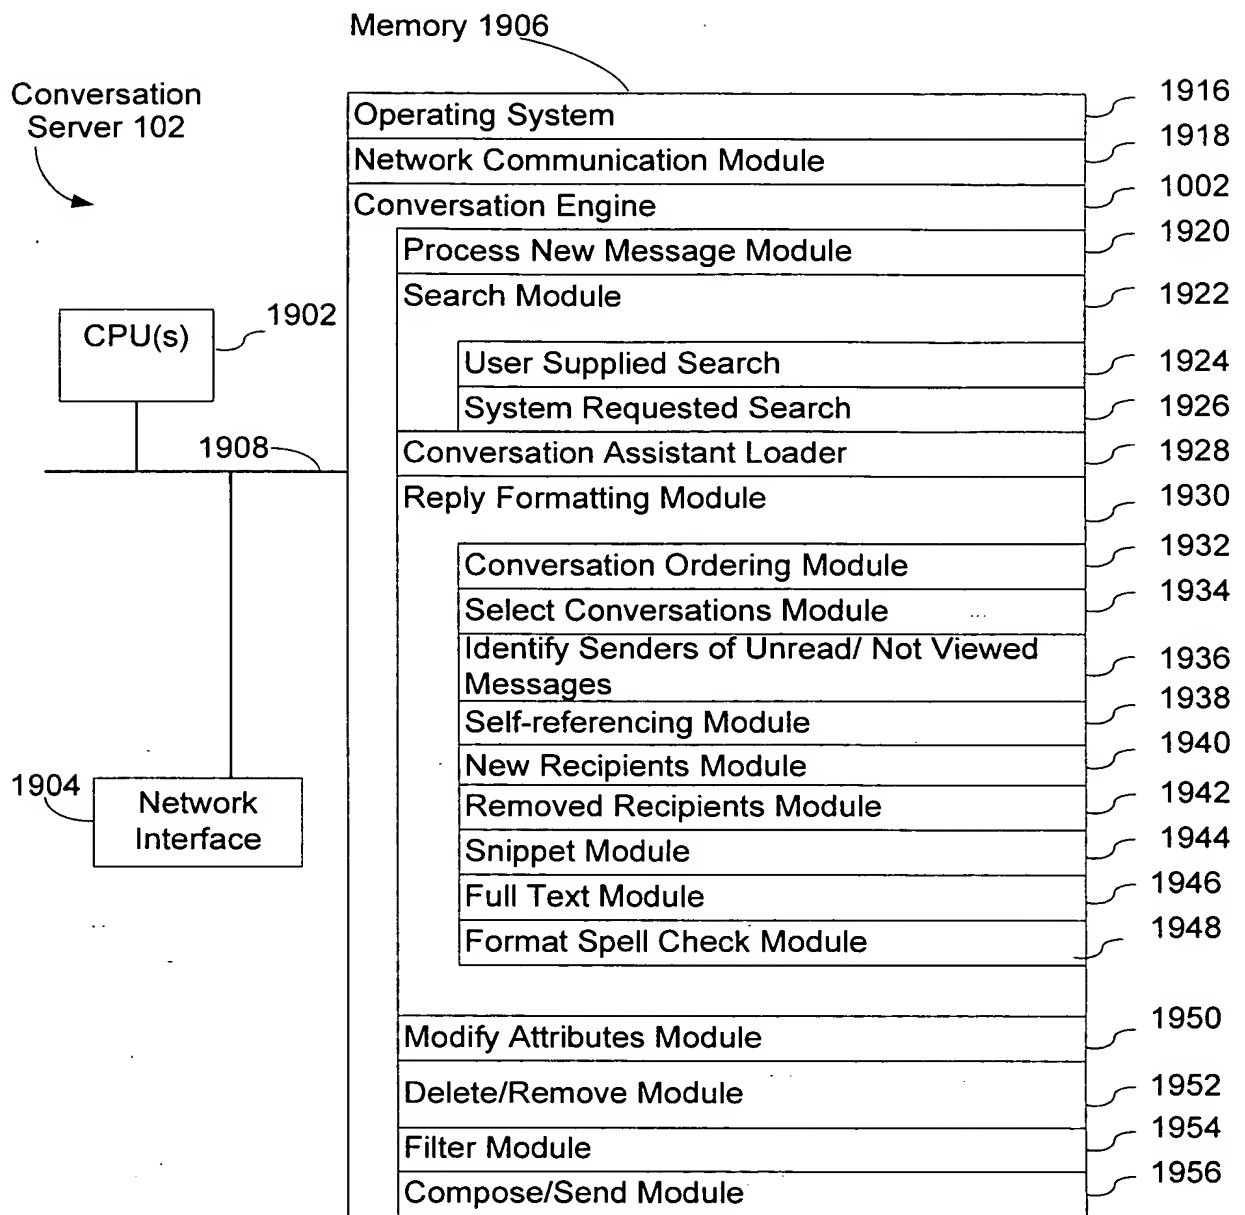 Memory 1906
Conversation
Server 102
Operating System 1916
Network Communication Module 1918
Conversation Engine 1002
Process New Message Module 1920
Search Module 1922
User Supplied Search 1924
System Requested Search 1926
Conversation Assistant Loader 1928
Reply Formatting Module 1930
Conversation Ordering Module 1932
Select Conversations Module 1934
Identify Senders of Unread/ Not Viewed
Messages 1936
Self-referencing Module 1938
New Recipients Module 1940
Removed Recipients Module 1942
Snippet Module 1944
Full Text Module 1946
Format Spell Check Module 1948
Modify Attributes Module 1950
Delete/Remove Module 1952
Filter Module 1954
Compose/Send Module 1956
CPU(s) 1902
1908
1904
Network
Interface